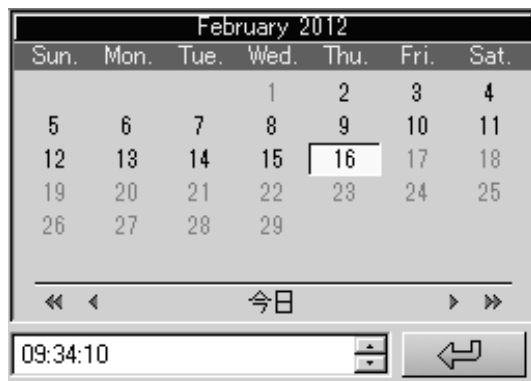 February 2012
Sun. Mon. Tue. Wed. Thu. Fri. Sat.
1 2 3 4
5 6 7 8 9 10 11
12 13 14 15 16 17 18
19 20 21 22 23 24 25
26 27 28 29
今日
09:34:10